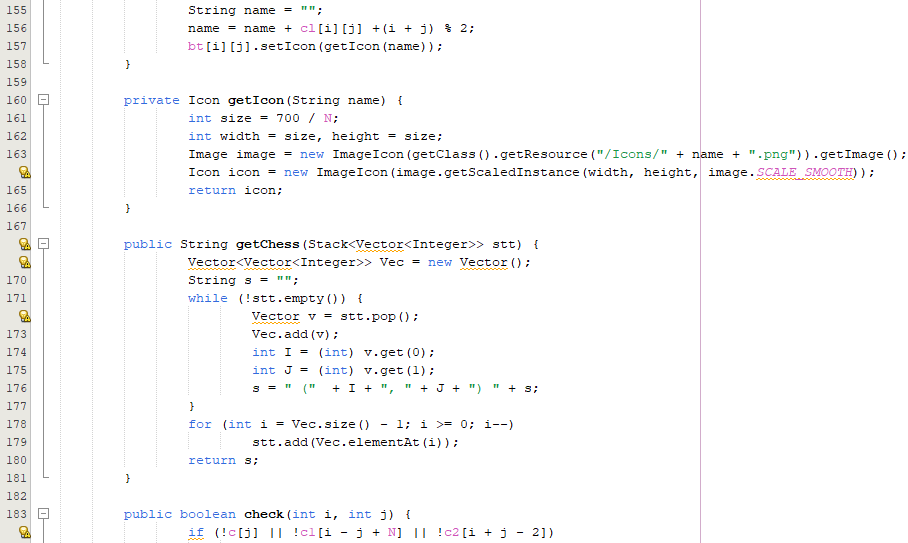 155 String name = "";
156 name = name + cl[i][j] +(i + j) % 2;
157 bt[i][j].setIcon(getIcon(name));
158 }
159
160 private Icon getIcon(String name) {
161 int size = 700 / N;
162 int width = size, height = size;
163 Image image = new ImageIcon(getClass().getResource("/Icons/" + name + ".png")).getImage();
Icon icon = new ImageIcon(image.getScaledInstance(width, height, image.SCALE_SMOOTH));
165 return icon;
166 }
167
public String getChess(Stack<Vector<Integer>> stt) {
Vector<Vector<Integer>> Vec = new Vector();
170 String s = "";
171 while (!stt.empty()) {
Vector v = stt.pop();
173 Vec.add(v);
174 int I = (int) v.get(0);
175 int J = (int) v.get(1);
176 s = " (" + I + ", " + J + ") " + s;
177 }
178 for (int i = Vec.size() - 1; i >= 0; i--)
179 stt.add(Vec.elementAt(i));
180 return s;
181 }
182
183 public boolean check(int i, int j) {
if (!c[j] || !c1[i - j + N] || !c2[i + j - 2])